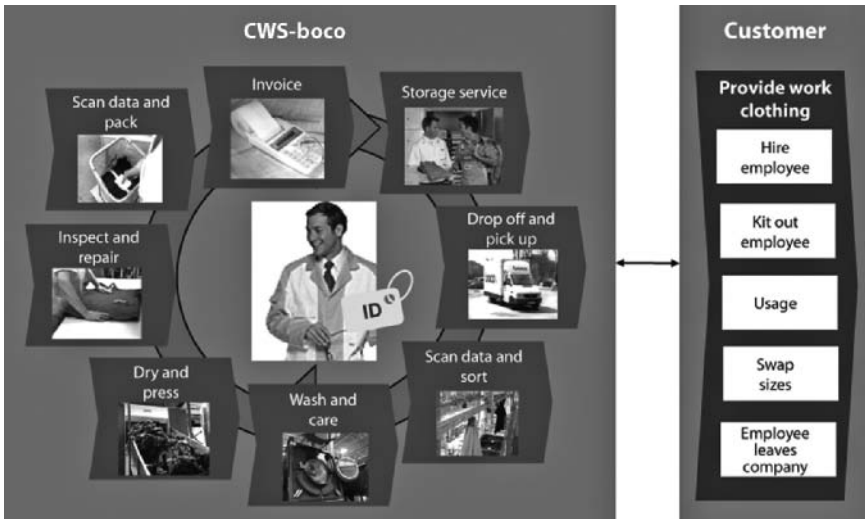 CWS-boco
Invoice
Scan data and
pack
Storage service
Inspect and
repair
Drop off and
pick up
ID
Dry and
press
Wash and
care
Scan data and
sort
Customer
Provide work
clothing
Hire
employee
Kit out
employee
Usage
Swap
sizes
Employee
leaves
company